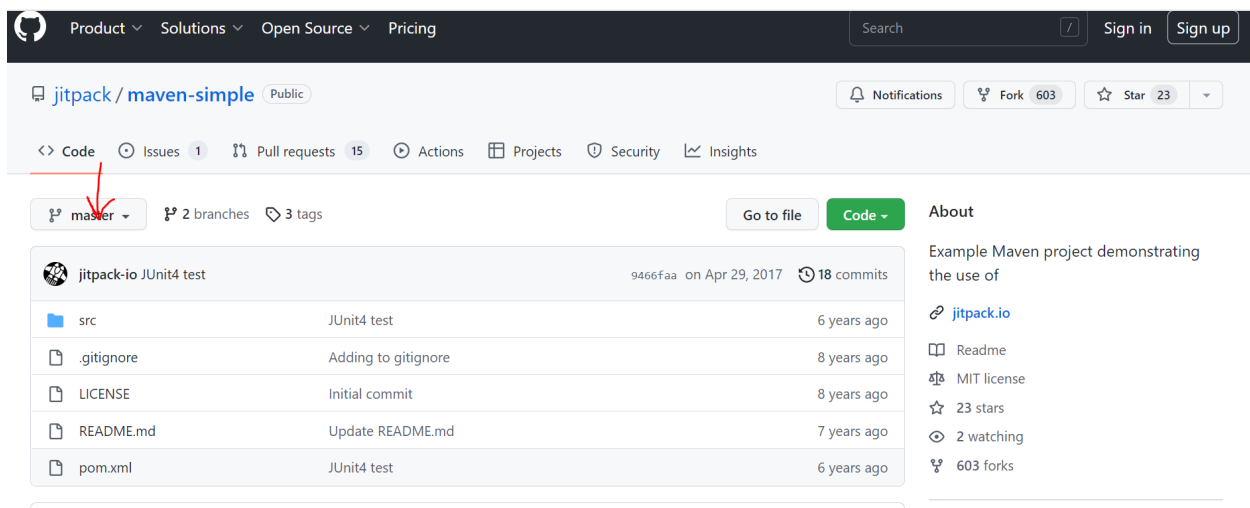 Product Solutions Open Source Pricing Search / Sign in Sign up
jitpack / maven-simple Public Notifications Fork 603 Star 23
Code Issues 1 Pull requests 15 Actions Projects Security Insights
master 2 branches 3 tags Go to file Code
jitpack-io JUnit4 test 9466faa on Apr 29, 2017 18 commits
src JUnit4 test 6 years ago
.gitignore Adding to gitignore 8 years ago
LICENSE Initial commit 8 years ago
README.md Update README.md 7 years ago
pom.xml JUnit4 test 6 years ago
About
Example Maven project demonstrating
the use of
jitpack.io
Readme
MIT license
23 stars
2 watching
603 forks